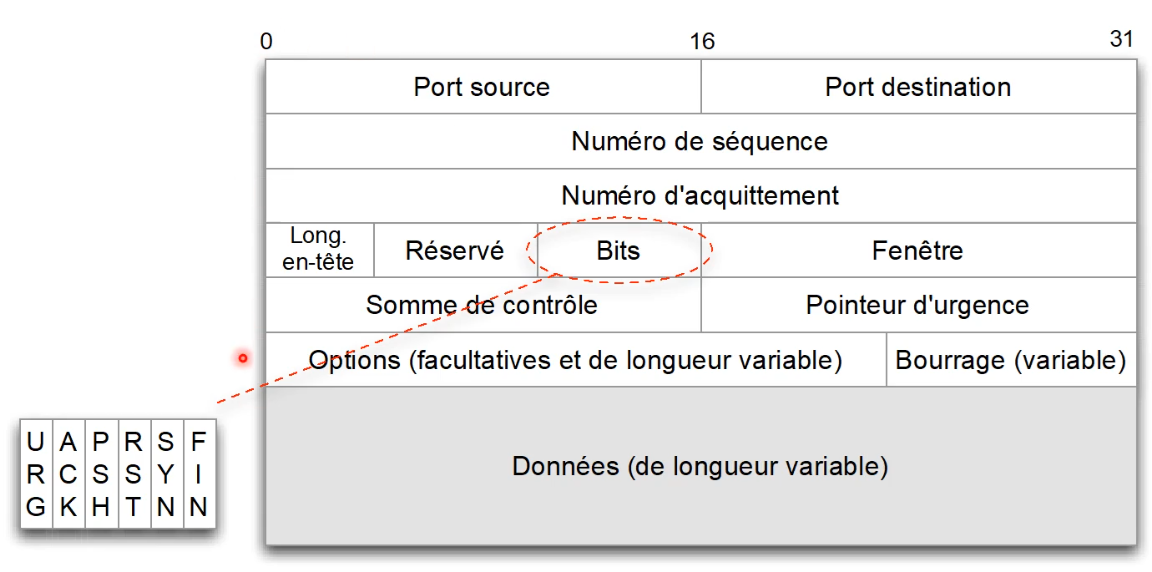 0 16 31
Port source Port destination
Numéro de séquence
Numéro d'acquittement
Long.
en-tête Réservé Bits Fenêtre
Somme de contrôle Pointeur d'urgence
Options (facultatives et de longueur variable) Bourrage (variable)
Données (de longueur variable)
URG ACK PSH RST SYN FIN